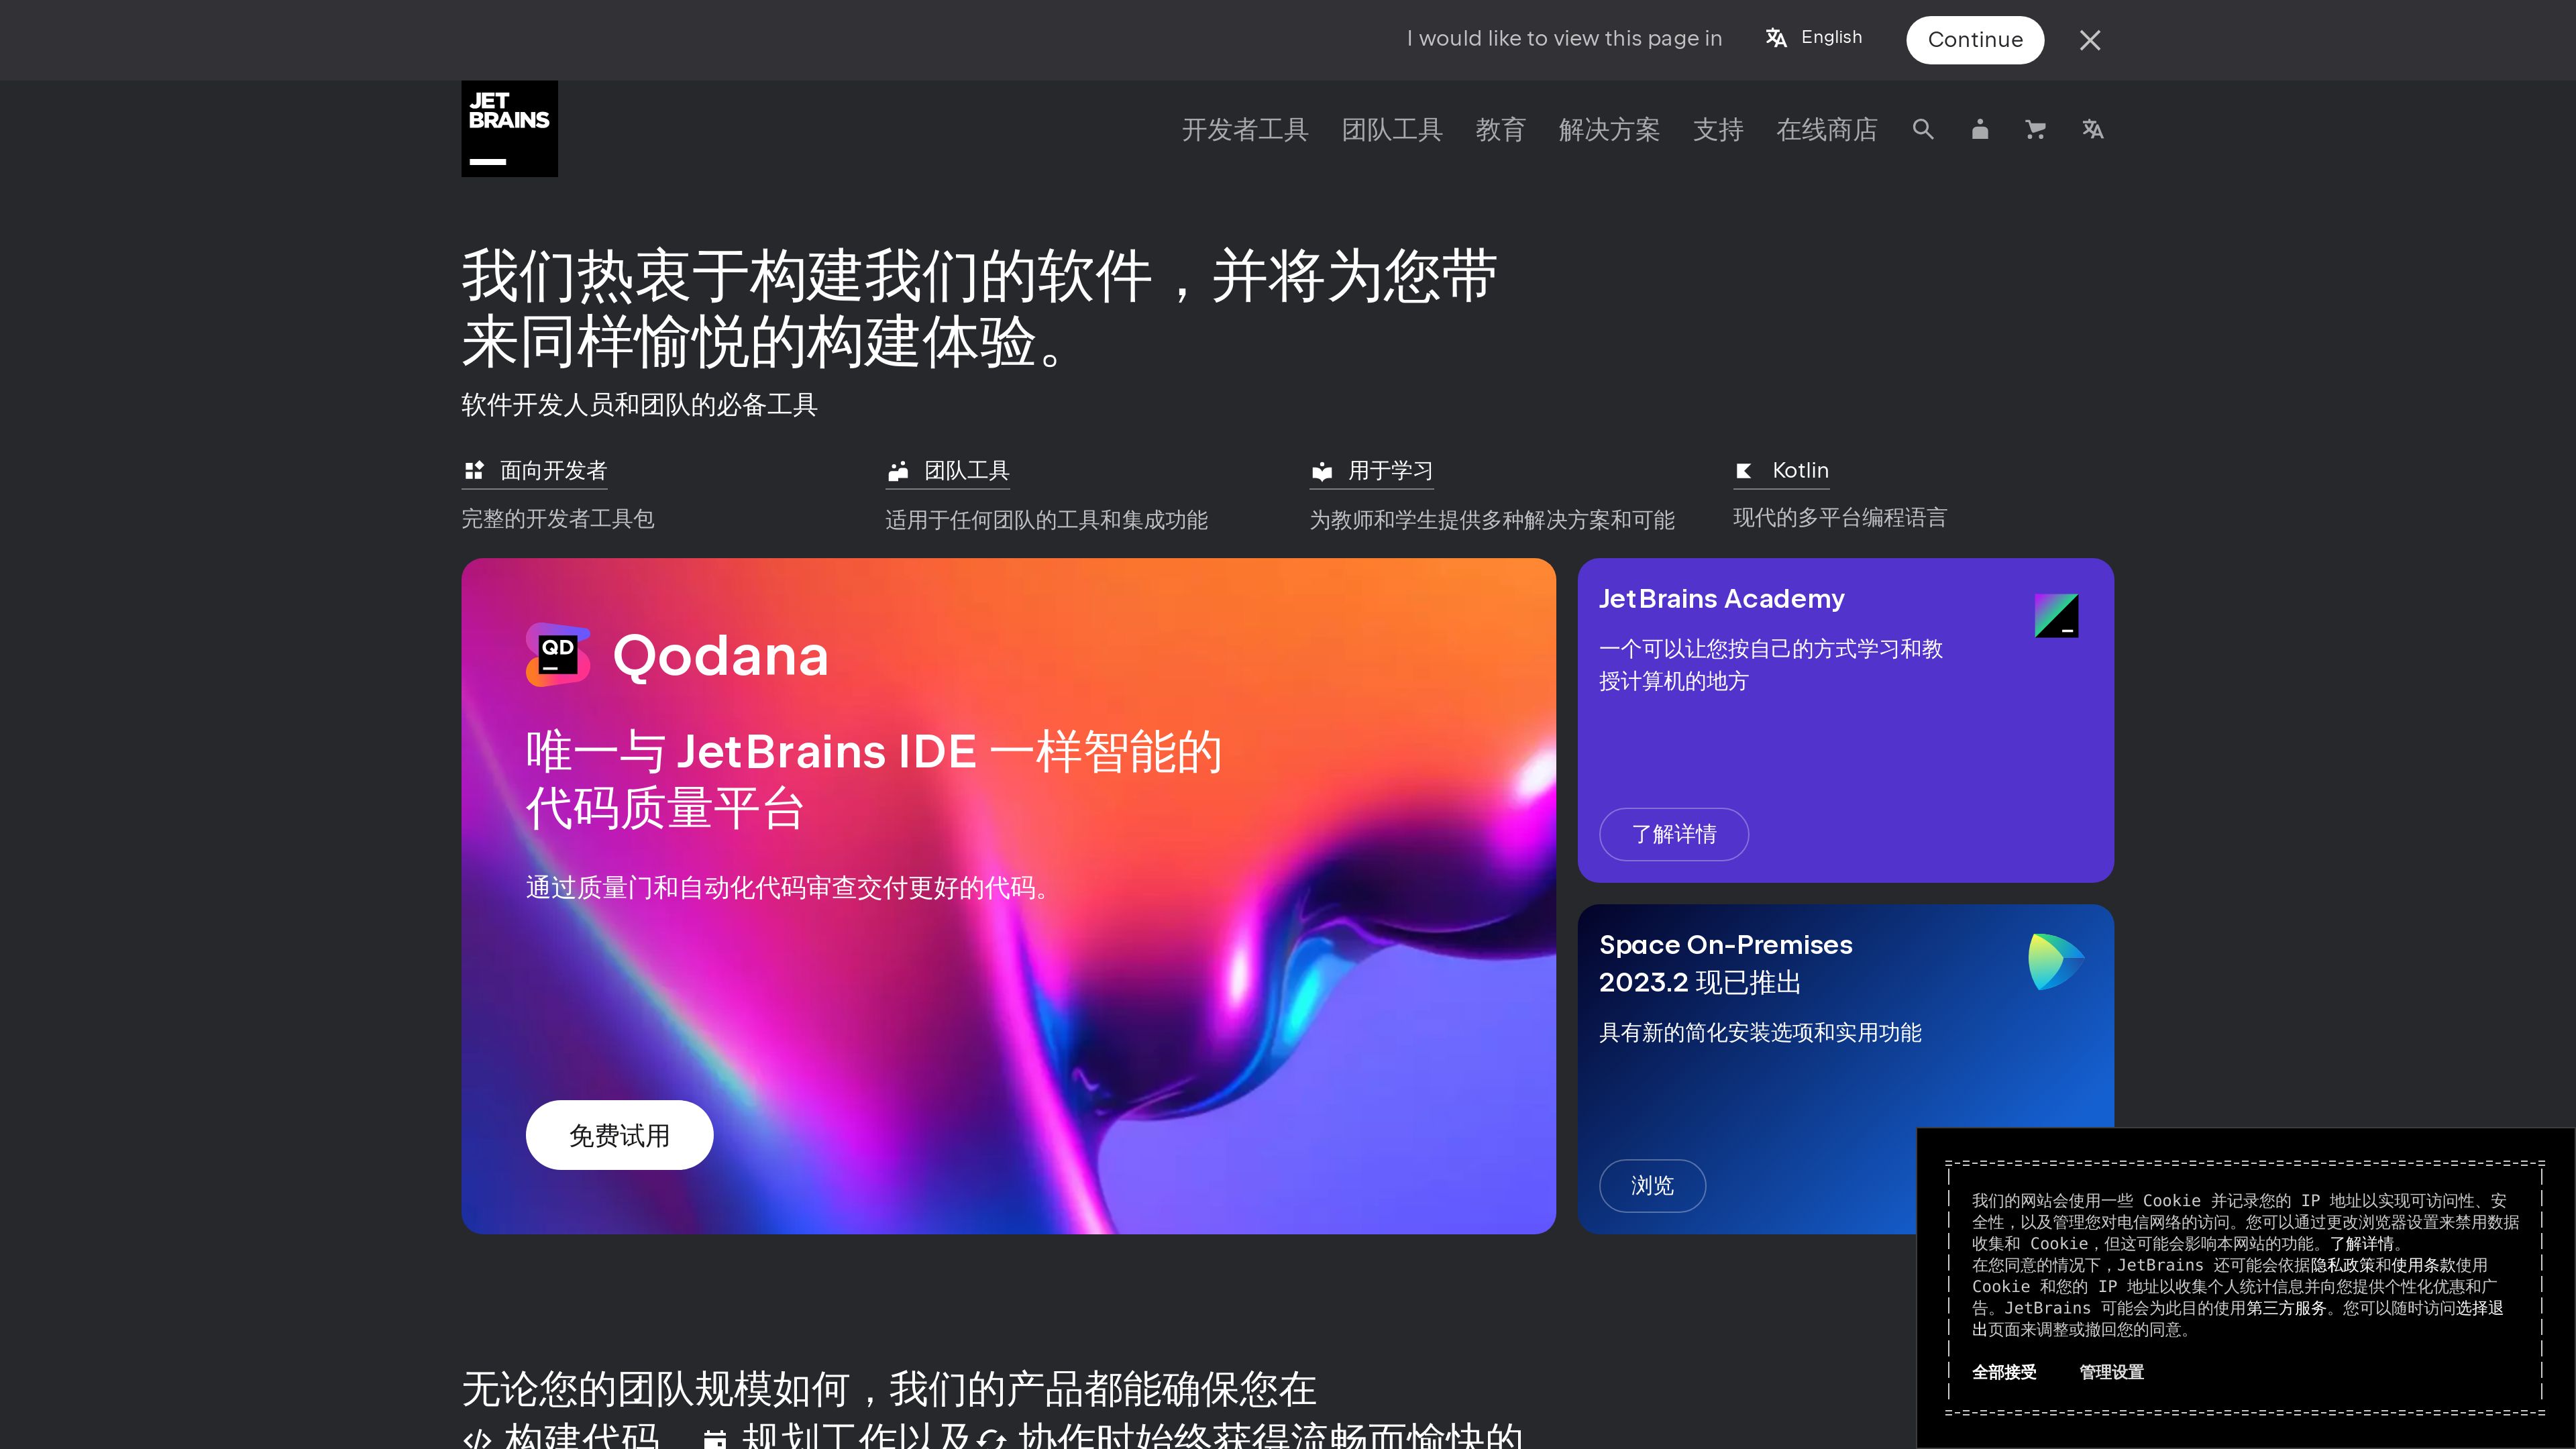 I would like to view this page in
English
Continue
JET
BRAINS
开发者工具
团队工具
教育
解决方案
支持
在线商店
我们热衷于构建我们的软件，并将为您带
来同样愉悦的构建体验。
软件开发人员和团队的必备工具
面向开发者
完整的开发者工具包
团队工具
适用于任何团队的工具和集成功能
用于学习
为教师和学生提供多种解决方案和可能
Kotlin
现代的多平台编程语言
QD
Qodana
唯一与 JetBrains IDE 一样智能的
代码质量平台
通过质量门和自动化代码审查交付更好的代码。
免费试用
JetBrains Academy
一个可以让您按自己的方式学习和教
授计算机的地方
了解详情
Space On-Premises
2023.2 现已推出
具有新的简化安装选项和实用功能
浏览
我们的网站会使用一些 Cookie 并记录您的 IP 地址以实现可访问性、安
全性，以及管理您对电信网络的访问。您可以通过更改浏览器设置来禁用数据
收集和 Cookie，但这可能会影响本网站的功能。了解详情。
在您同意的情况下，JetBrains 还可能会依据隐私政策和使用条款使用
Cookie 和您的 IP 地址以收集个人统计信息并向您提供个性化优惠和广
告。JetBrains 可能会为此目的使用第三方服务。您可以随时访问选择退
出页面来调整或撤回您的同意。
全部接受
管理设置
无论您的团队规模如何，我们的产品都能确保您在
构建代码、 规划工作以及 协作时始终获得流畅而愉快的